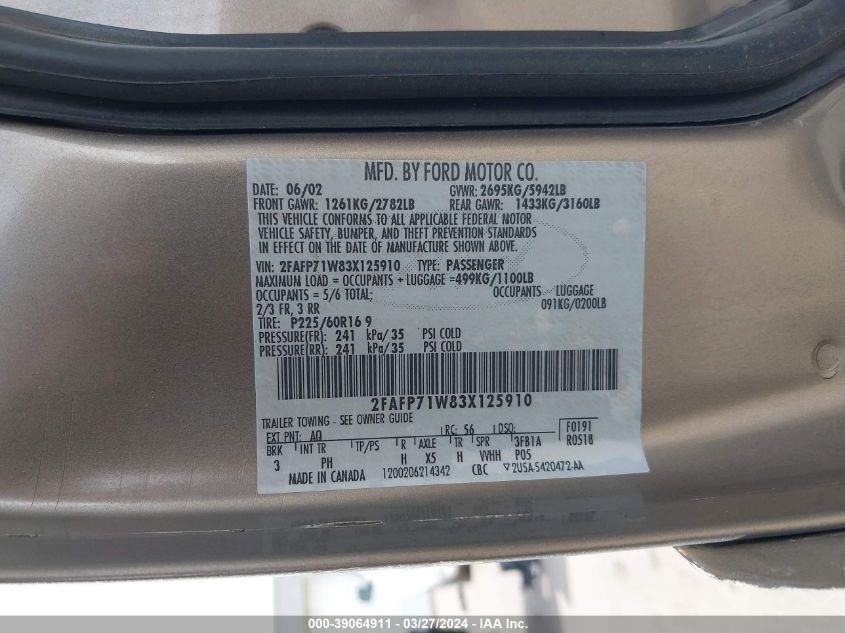 MFD. BY FORD MOTOR CO.
DATE: 06/02 GVWR: 2695KG/5942LB
FRONT GAWR: 1261KG/2782LB REAR GAWR: 1433KG/3160LB
THIS VEHICLE CONFORMS TO ALL APPLICABLE FEDERAL MOTOR
VEHICLE SAFETY, BUMPER, AND THEFT PREVENTION STANDARDS
IN EFFECT ON THE DATE OF MANUFACTURE SHOWN ABOVE.
VIN: 2FAFP71W83X125910 TYPE: PASSENGER
MAXIMUM LOAD = OCCUPANTS + LUGGAGE =499KG/1100LB
OCCUPANTS = 5/6 TOTAL; OCCUPANTS LUGGAGE
2/3 FR, 3 RR 091KG/0200LB
TIRE: P225/60R16 9
PRESSURE(FR): 241 kPa/35 PSI COLD
PRESSURE(RR): 241 kPa/35 PSI COLD
2FAFP71W83X125910
TRAILER TOWING - SEE OWNER GUIDE
EXT PNT: AQ RC: 56 DSO: F0191
BRK INT TR TP/PS R AXLE TR SPR 3FB1A R0518
3 PH H X5 H VVHH P05
MADE IN CANADA 1200206214342 CBC 2U5A-5420472-AA
000-39064911 - 03/27/2024 - IAA Inc.